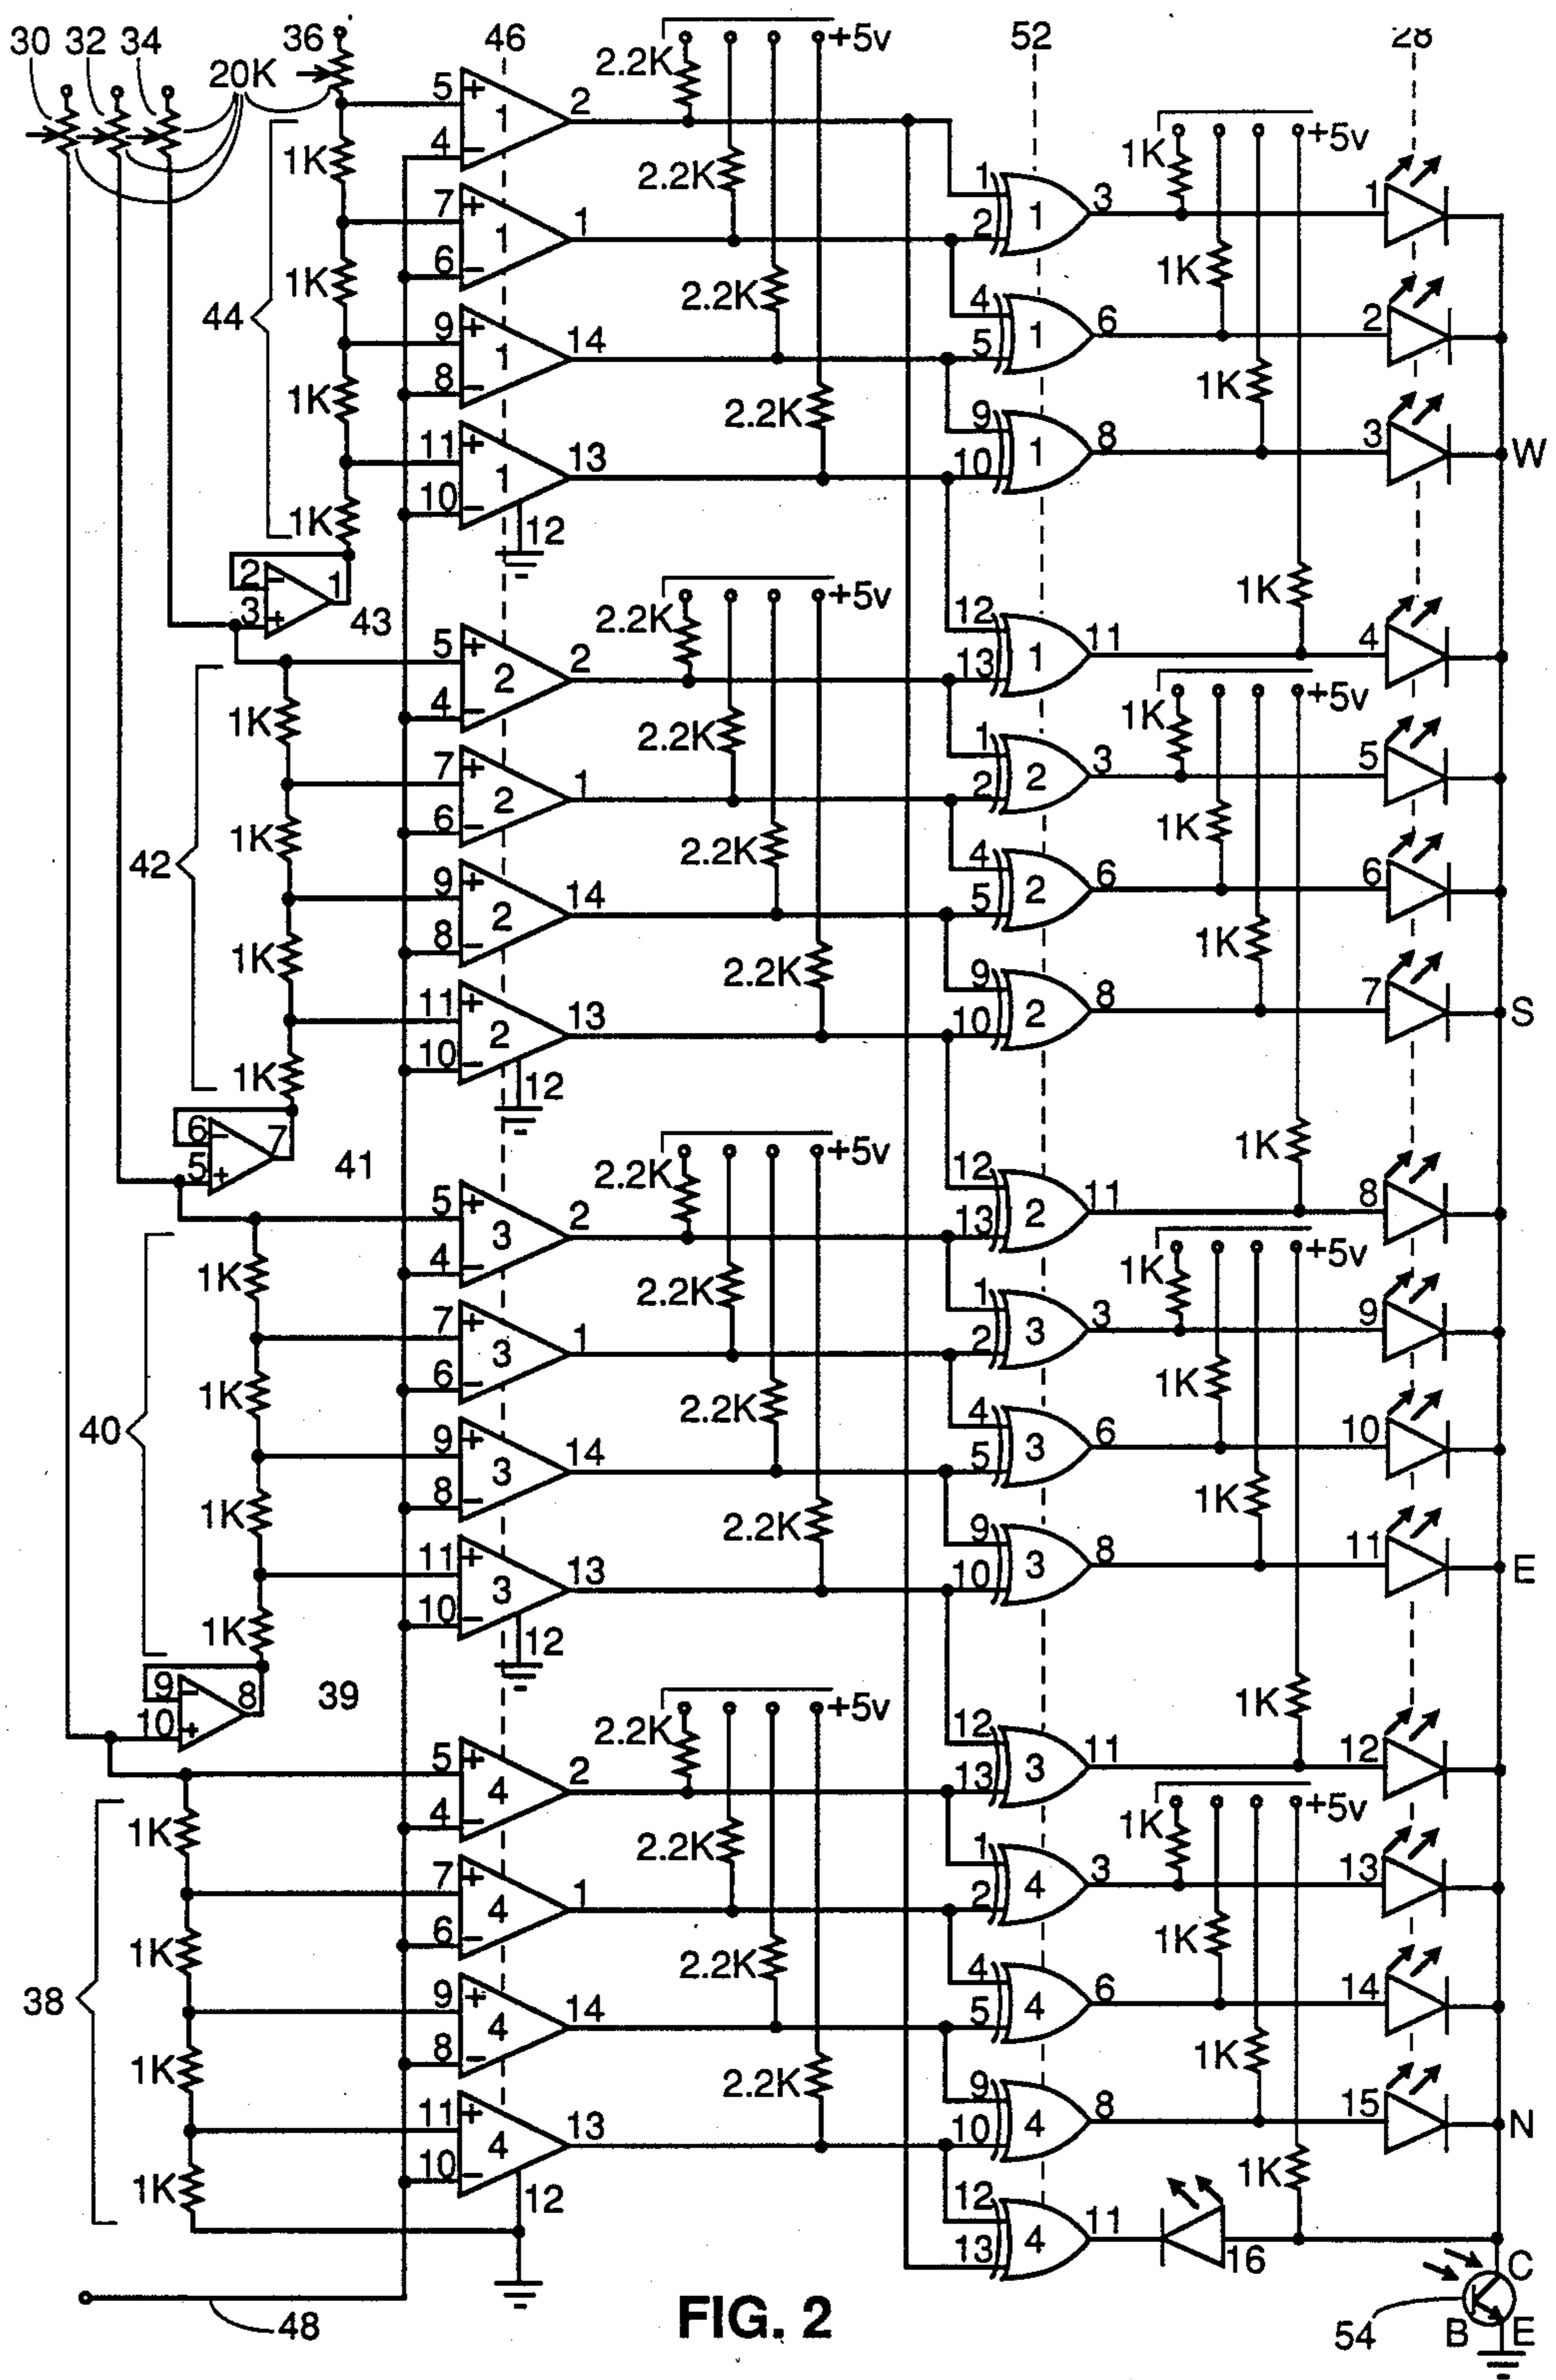 30 32 34 36 46 52 28
20K
2.2K +5v
5 + 1 2
4 −
1K 2.2K 1K +5v
1 1 3 1
7 + 1 1 2
6 −
1K 2.2K 1K
44
4 1 6 2
9 + 1 14 5
8 −
1K 2.2K 1K
9 1 8 3 W
11 + 1 13 10
10 −
1K 12
2 − 1
3 + 43
2.2K +5v 1K
12 1 11 4
5 + 2 2 13
4 −
1K 2.2K 1K +5v
1 2 3 5
7 + 2 1 2
6 −
1K 2.2K 1K
42
4 2 6 6
9 + 2 14 5
8 −
1K 2.2K 1K
9 2 8 7 S
11 + 2 13 10
10 −
1K 12
6 − 7
5 + 41
2.2K +5v 1K
12 2 11 8
5 + 3 2 13
4 −
1K 2.2K 1K +5v
1 3 3 9
7 + 3 1 2
6 −
1K 2.2K 1K
40
4 3 6 10
9 + 3 14 5
8 −
1K 2.2K 1K
9 3 8 11 E
11 + 3 13 10
10 −
1K 12
9 − 8
10 + 39
2.2K +5v 1K
12 3 11 12
5 + 4 2 13
4 −
1K 2.2K 1K +5v
1 4 3 13
7 + 4 1 2
6 −
1K 2.2K 1K
38
4 4 6 14
9 + 4 14 5
8 −
1K 2.2K 1K
9 4 8 15 N
11 + 4 13 10
10 −
1K 12 1K
12 4 11 16
13
C
B E
48 54
FIG. 2